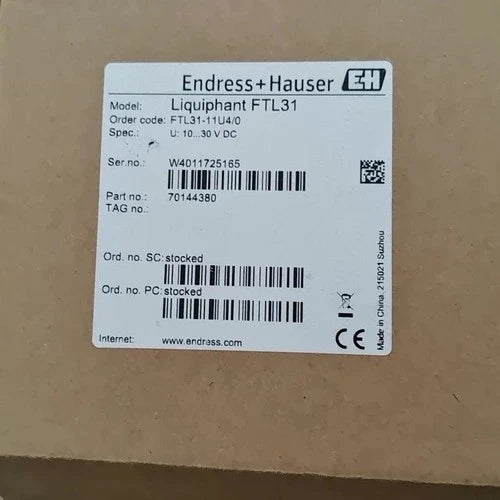 Endress+Hauser EH
Model: Liquiphant FTL31
Order code: FTL31-11U4/0
Spec.: U: 10...30 V DC
Ser.no.: W4011725165
Part no.: 70144380
TAG no.:
Ord. no. SC: stocked
Ord. no. PC: stocked
Made in China, 215021 Suzhou
CE
Internet: www.endress.com